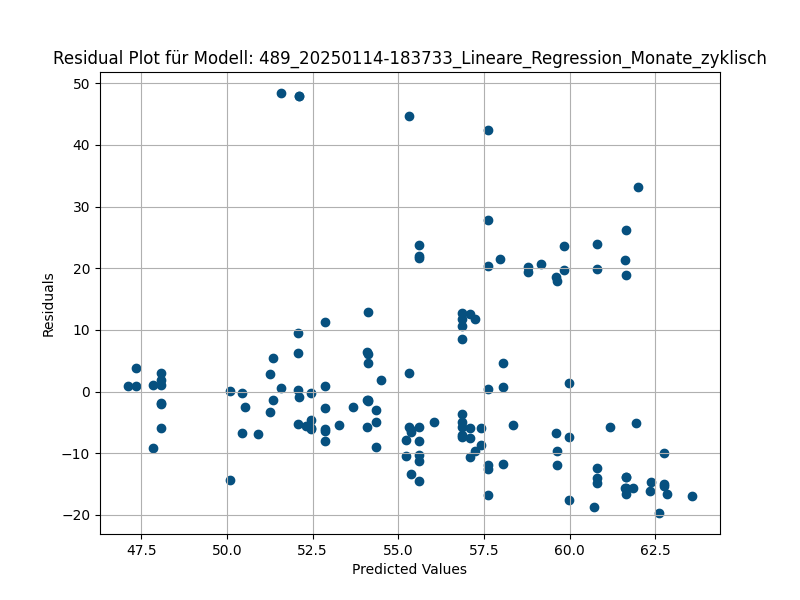 Residual Plot für Modell: 489_20250114-183733_Lineare_Regression_Monate_zyklisch
50
40
30
20
10
0
−10
−20
Residuals
47.5 50.0 52.5 55.0 57.5 60.0 62.5
Predicted Values